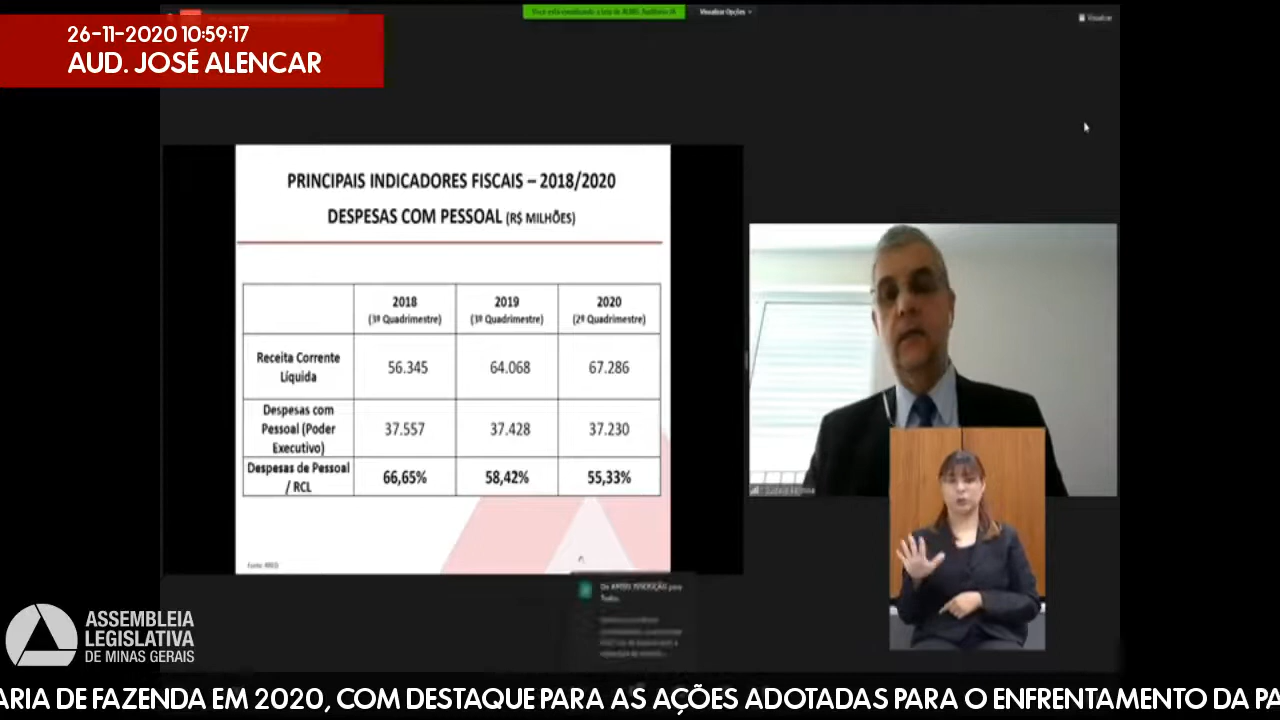 26-11-2020 10:59:17
AUD. JOSÉ ALENCAR
Visualizar Opções
Visualizar
PRINCIPAIS INDICADORES FISCAIS – 2018/2020
DESPESAS COM PESSOAL (R$ MILHÕES)
2018 2019 2020
(3º Quadrimestre) (3º Quadrimestre) (2º Quadrimestre)
Receita Corrente
Líquida 56.345 64.068 67.286
Despesas com
Pessoal (Poder
Executivo) 37.557 37.428 37.230
Despesas de Pessoal
/ RCL 66,65% 58,42% 55,33%
ASSEMBLEIA
LEGISLATIVA
DE MINAS GERAIS
ARIA DE FAZENDA EM 2020, COM DESTAQUE PARA AS AÇÕES ADOTADAS PARA O ENFRENTAMENTO DA PA